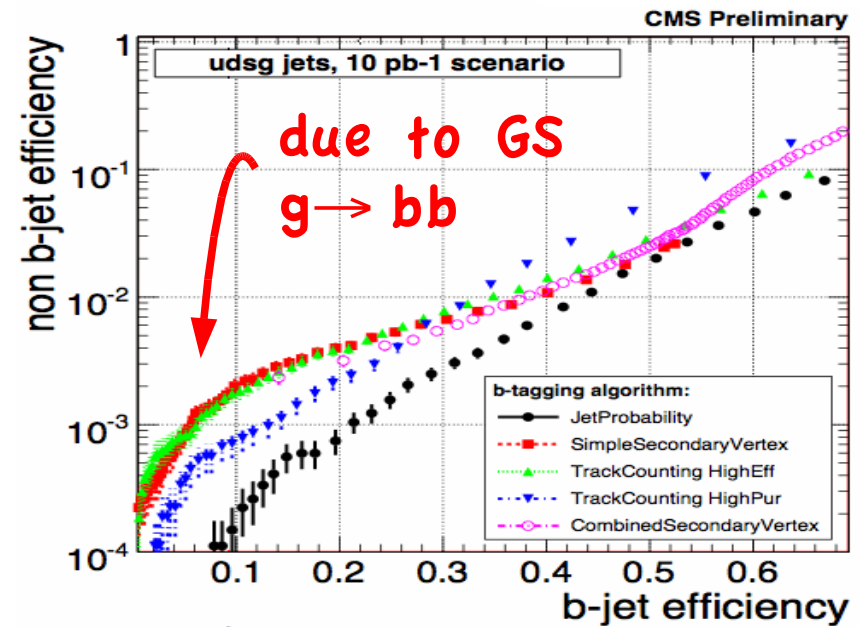 CMS Preliminary
udsg jets, 10 pb-1 scenario
due to GS
g→ bb
non b-jet efficiency
1
10^-1
10^-2
10^-3
10^-4
b-tagging algorithm:
JetProbability
SimpleSecondaryVertex
TrackCounting HighEff
TrackCounting HighPur
CombinedSecondaryVertex
0.1 0.2 0.3 0.4 0.5 0.6
b-jet efficiency